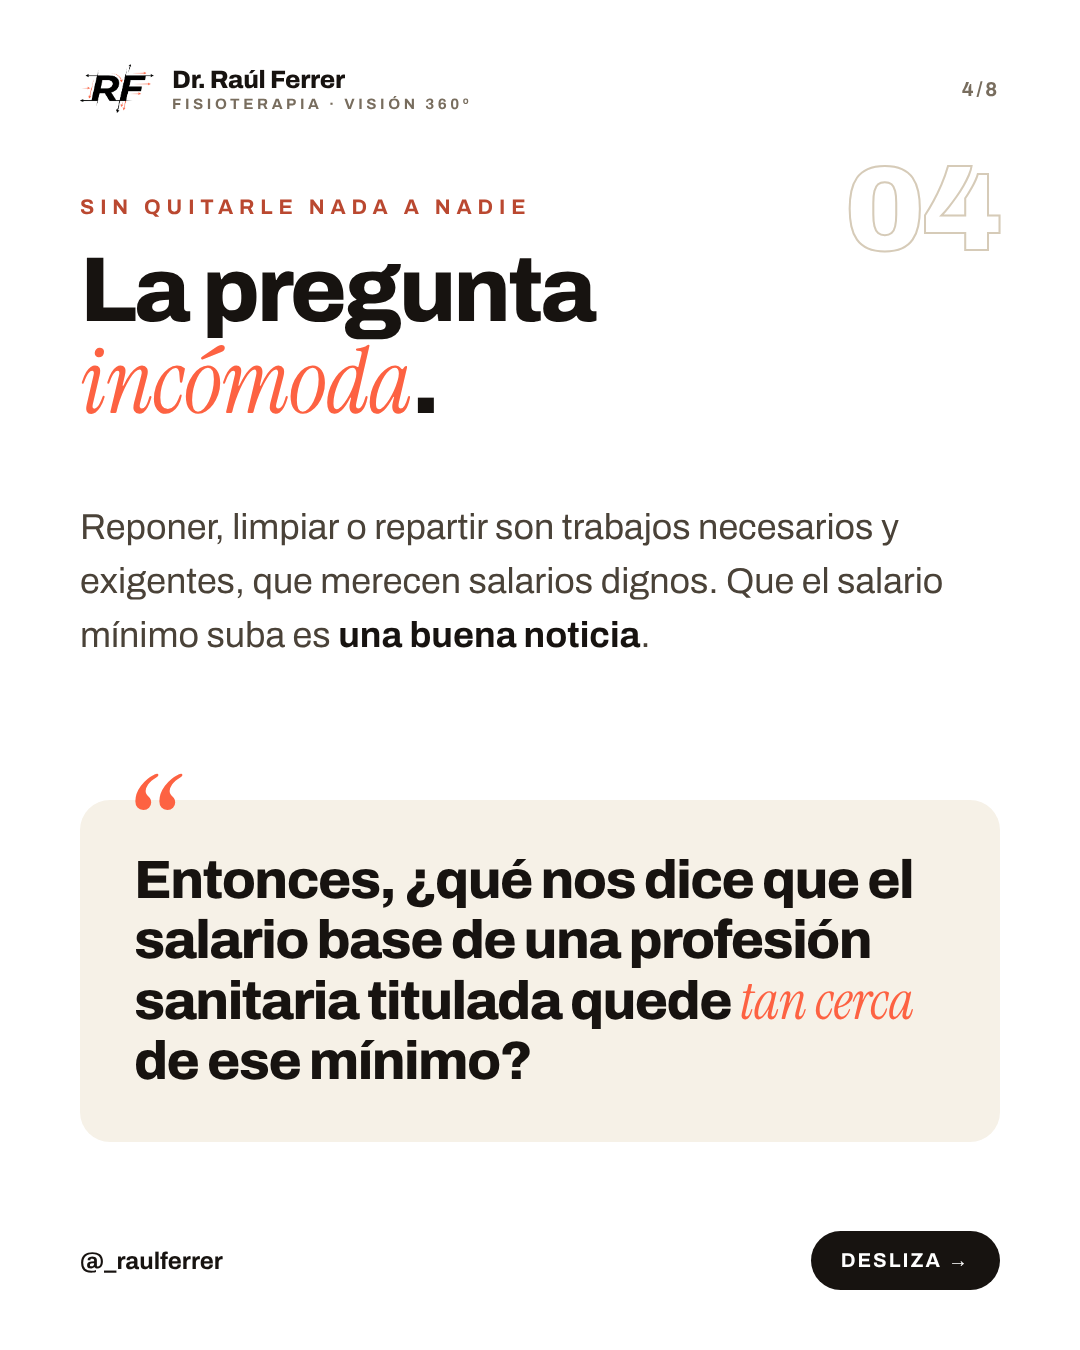 RF
Dr. Raúl Ferrer
FISIOTERAPIA · VISIÓN 360º
4/8
04
SIN QUITARLE NADA A NADIE
La pregunta
incómoda.
Reponer, limpiar o repartir son trabajos necesarios y
exigentes, que merecen salarios dignos. Que el salario
mínimo suba es una buena noticia.
“
Entonces, ¿qué nos dice que el
salario base de una profesión
sanitaria titulada quede tan cerca
de ese mínimo?
@_raulferrer
DESLIZA →